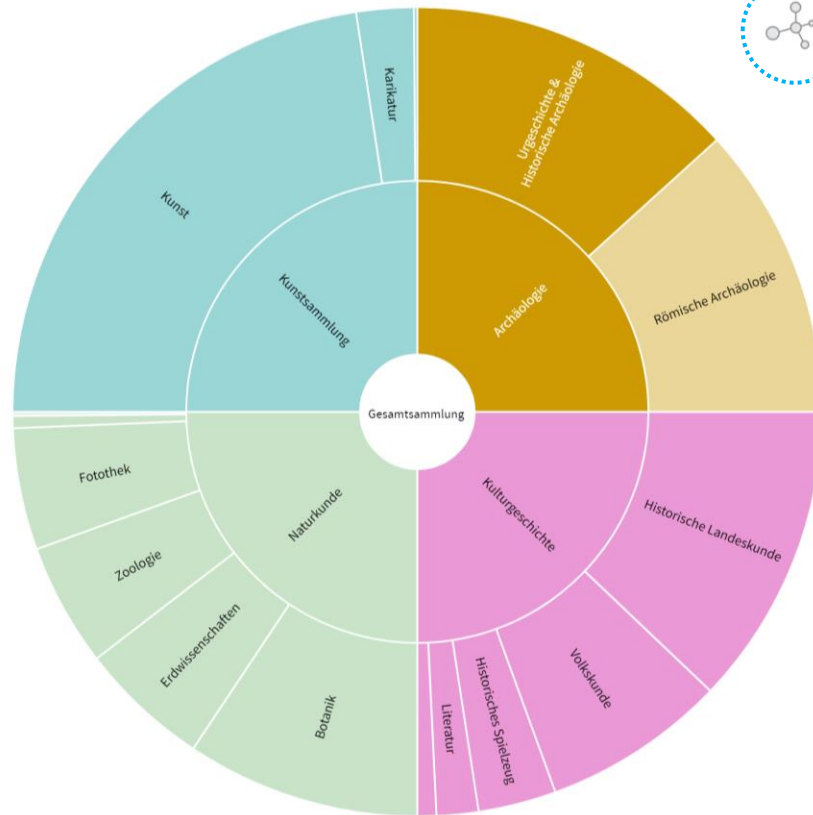 Karikatur
Kunst
Kunstsammlung
Urgeschichte &
Historische Archäologie
Archäologie
Römische Archäologie
Gesamtsammlung
Fotothek
Zoologie
Erdwissenschaften
Botanik
Naturkunde
Kulturgeschichte
Historische Landeskunde
Volkskunde
Historisches Spielzeug
Literatur